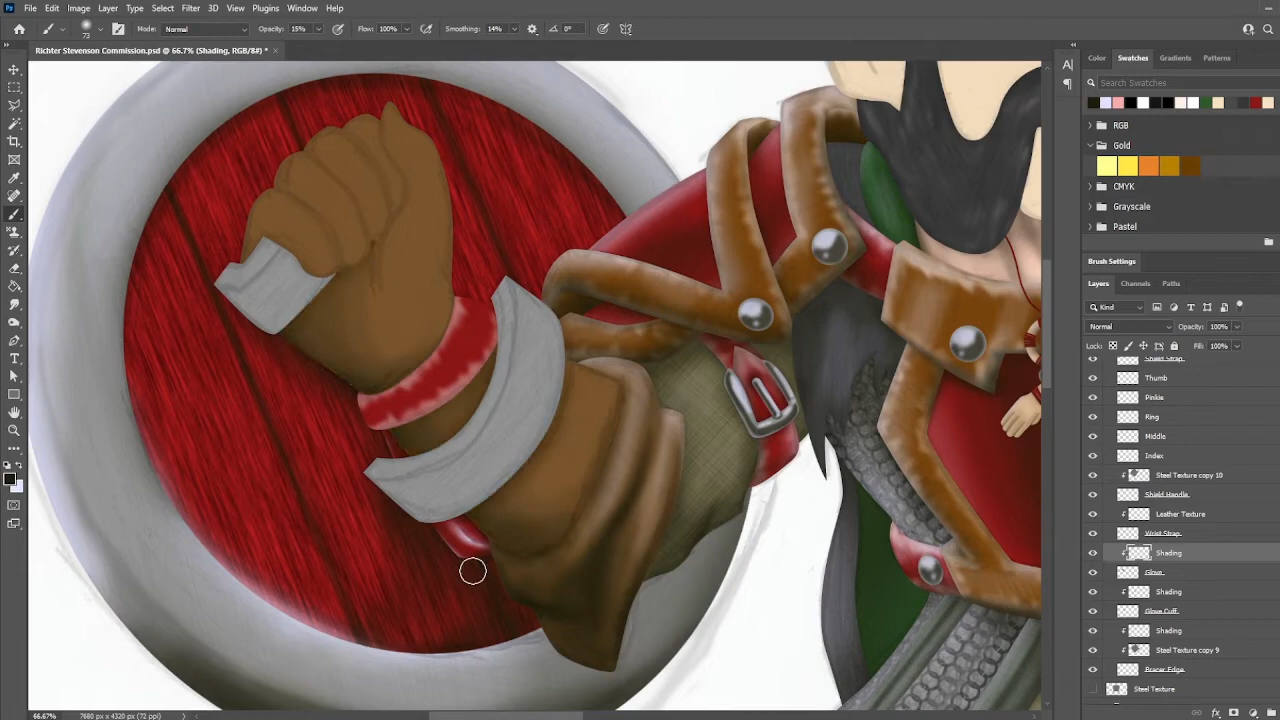 File Edit Image Layer Type Select Filter 3D View Plugins Window Help
73 Mode: Normal Opacity: 15% Flow: 100% Smoothing: 14% 0°
Richter Stevenson Commission.psd @ 66.7% (Shading, RGB/8#) *
Color Swatches Gradients Patterns
Search Swatches
RGB
Gold
CMYK
Grayscale
Pastel
Brush Settings
Layers Channels Paths
Kind
Normal Opacity: 100%
Lock: Fill: 100%
Shield Strap
Thumb
Pinkie
Ring
Middle
Index
Steel Texture copy 10
Shield Handle
Leather Texture
Wrist Strap
Shading
Glove
Shading
Glove Cuff
Shading
Steel Texture copy 9
Bracer Edge
Steel Texture
66.67% 7680 px x 4320 px (72 ppi)